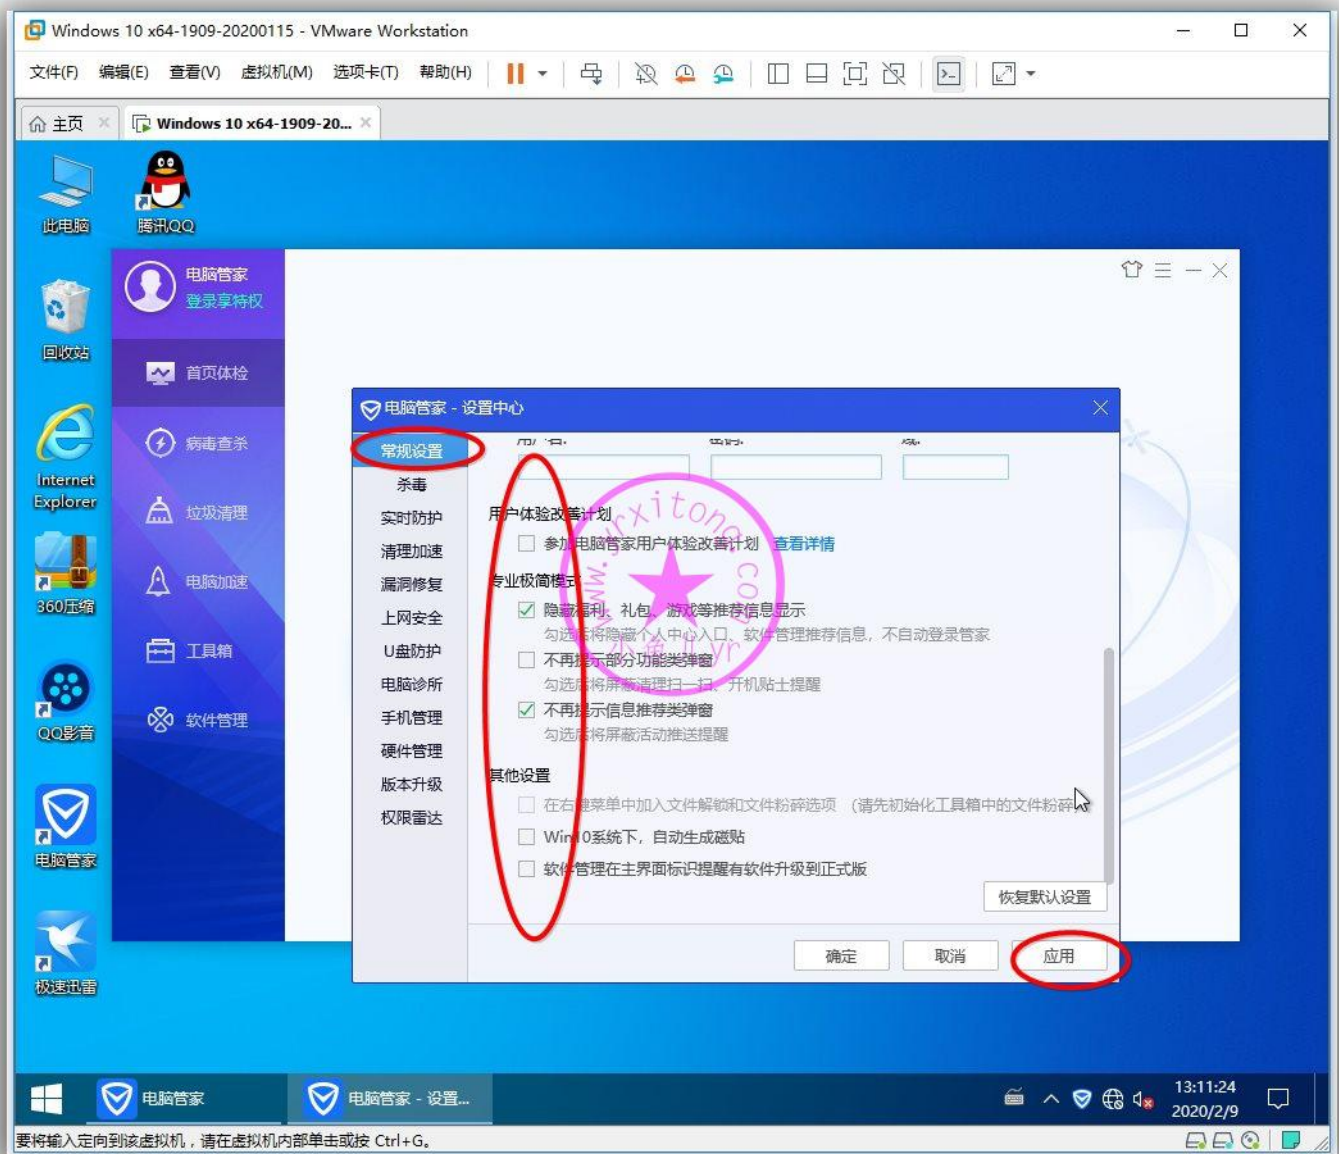 Windows 10 x64-1909-20200115 - VMware Workstation
文件(F) 编辑(E) 查看(V) 虚拟机(M) 选项卡(T) 帮助(H)
主页 Windows 10 x64-1909-20...
此电脑
腾讯QQ
回收站
Internet Explorer
360压缩
QQ影音
电脑管家
极速迅雷
电脑管家
登录享特权
首页体检
病毒查杀
垃圾清理
电脑加速
工具箱
软件管理
电脑管家 - 设置中心
常规设置
杀毒
实时防护
清理加速
漏洞修复
上网安全
U盘防护
电脑诊所
手机管理
硬件管理
版本升级
权限雷达
用户名: 密码: 域:
用户体验改善计划
参加电脑管家用户体验改善计划 查看详情
专业极简模式
隐藏福利、礼包、游戏等推荐信息显示
勾选后将隐藏个人中心入口、软件管理推荐信息，不自动登录管家
不再提示部分功能类弹窗
勾选后将屏蔽清理扫一扫、开机贴士提醒
不再提示信息推荐类弹窗
勾选后将屏蔽活动推送提醒
其他设置
在右键菜单中加入文件解锁和文件粉碎选项 (请先初始化工具箱中的文件粉碎
Win10系统下，自动生成磁贴
软件管理在主界面标识提醒有软件升级到正式版
恢复默认设置
确定 取消 应用
www.yrxitong.com
小鱼儿yr
电脑管家 电脑管家 - 设置...
13:11:24
2020/2/9
要将输入定向到该虚拟机，请在虚拟机内部单击或按 Ctrl+G。